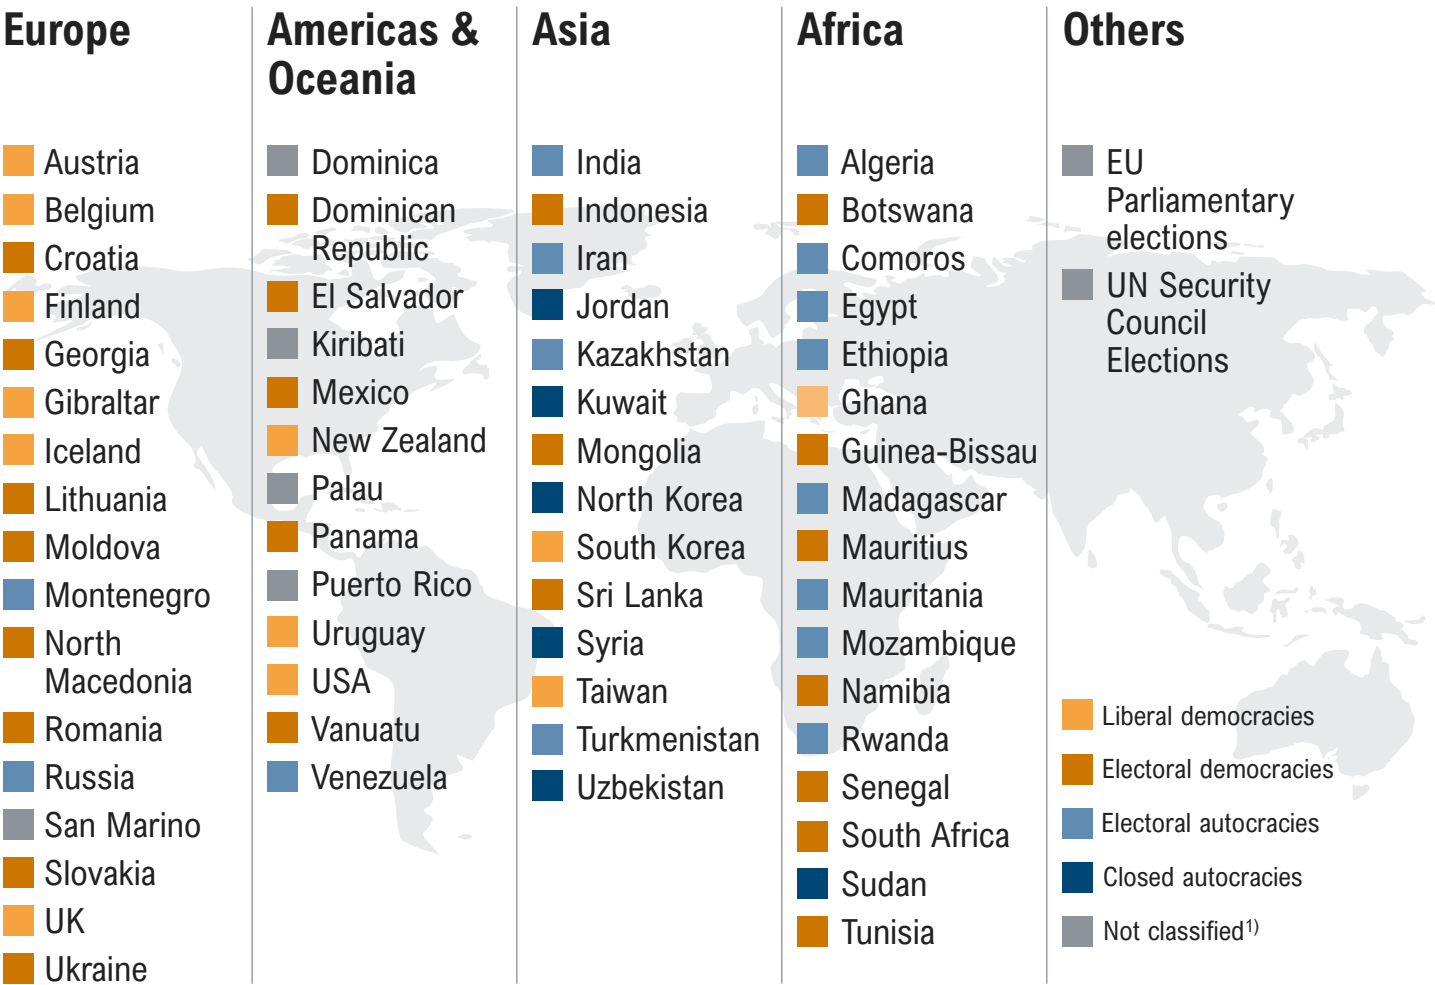 Europe
Austria
Belgium
Croatia
Finland
Georgia
Gibraltar
Iceland
Lithuania
Moldova
Montenegro
North
Macedonia
Romania
Russia
San Marino
Slovakia
UK
Ukraine
Americas &
Oceania
Dominica
Dominican
Republic
El Salvador
Kiribati
Mexico
New Zealand
Palau
Panama
Puerto Rico
Uruguay
USA
Vanuatu
Venezuela
Asia
India
Indonesia
Iran
Jordan
Kazakhstan
Kuwait
Mongolia
North Korea
South Korea
Sri Lanka
Syria
Taiwan
Turkmenistan
Uzbekistan
Africa
Algeria
Botswana
Comoros
Egypt
Ethiopia
Ghana
Guinea-Bissau
Madagascar
Mauritius
Mauritania
Mozambique
Namibia
Rwanda
Senegal
South Africa
Sudan
Tunisia
Others
EU
Parliamentary
elections
UN Security
Council
Elections
Liberal democracies
Electoral democracies
Electoral autocracies
Closed autocracies
Not classified1)